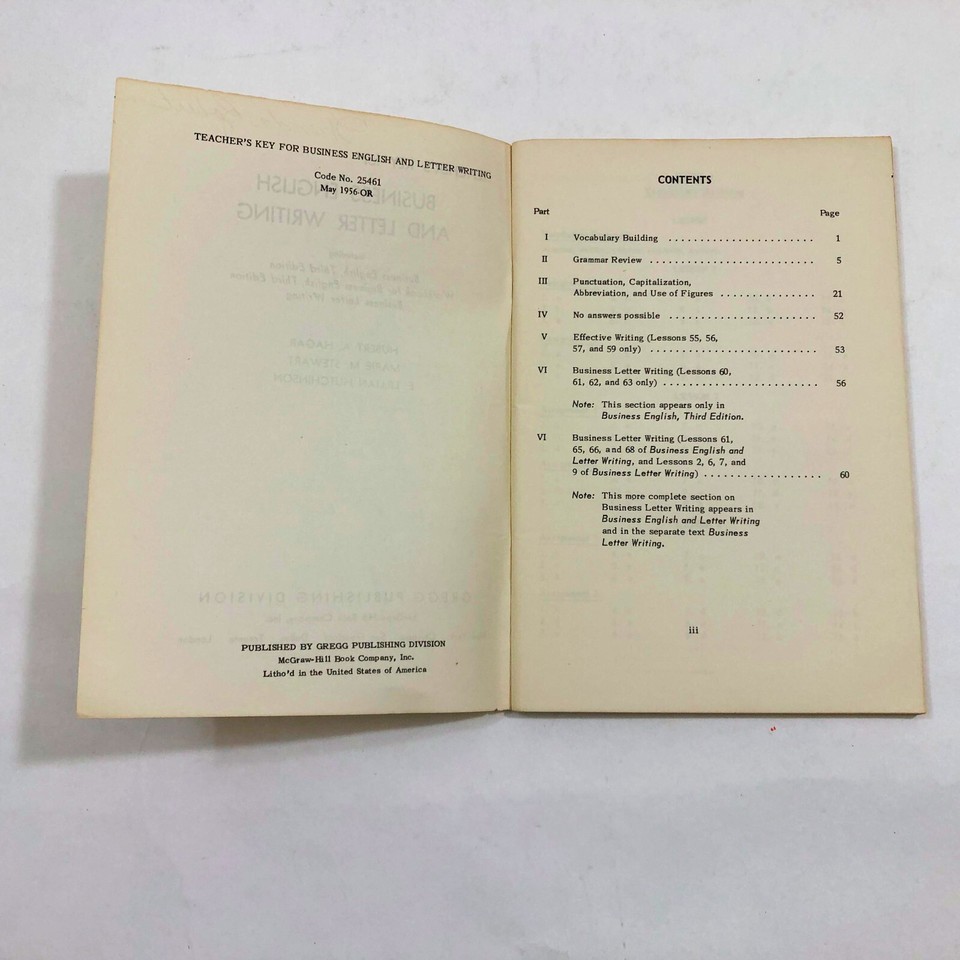 TEACHER'S KEY FOR BUSINESS ENGLISH AND LETTER WRITING
Code No. 25461
May 1956-OR
PUBLISHED BY GREGG PUBLISHING DIVISION
McGraw-Hill Book Company, Inc.
Litho'd in the United States of America
CONTENTS
Part Page
I Vocabulary Building ....................... 1
II Grammar Review .......................... 5
III Punctuation, Capitalization,
Abbreviation, and Use of Figures ............... 21
IV No answers possible ........................ 52
V Effective Writing (Lessons 55, 56,
57, and 59 only) .......................... 53
VI Business Letter Writing (Lessons 60,
61, 62, and 63 only) ........................ 56
Note: This section appears only in
Business English, Third Edition.
VI Business Letter Writing (Lessons 61,
65, 66, and 68 of Business English and
Letter Writing, and Lessons 2, 6, 7, and
9 of Business Letter Writing) .................. 60
Note: This more complete section on
Business Letter Writing appears in
Business English and Letter Writing
and in the separate text Business
Letter Writing.
iii